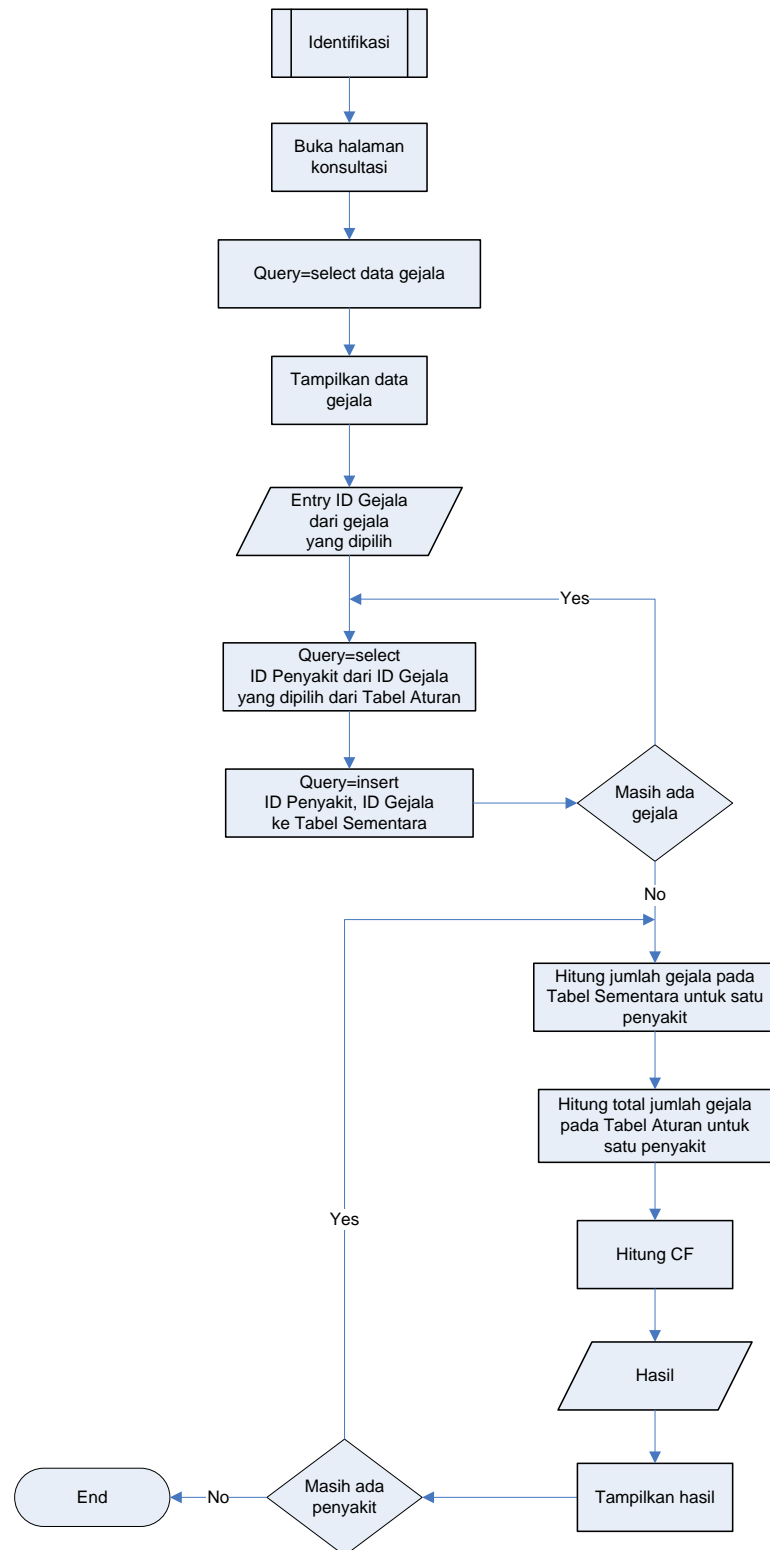 Identifikasi
Buka halaman
konsultasi
Query=select data gejala
Tampilkan data
gejala
Entry ID Gejala
dari gejala
yang dipilih
Yes
Query=select
ID Penyakit dari ID Gejala
yang dipilih dari Tabel Aturan
Query=insert
ID Penyakit, ID Gejala
ke Tabel Sementara
Masih ada
gejala
No
Hitung jumlah gejala pada
Tabel Sementara untuk satu
penyakit
Hitung total jumlah gejala
pada Tabel Aturan untuk
satu penyakit
Yes
Hitung CF
Hasil
Tampilkan hasil
Masih ada
penyakit
No
End